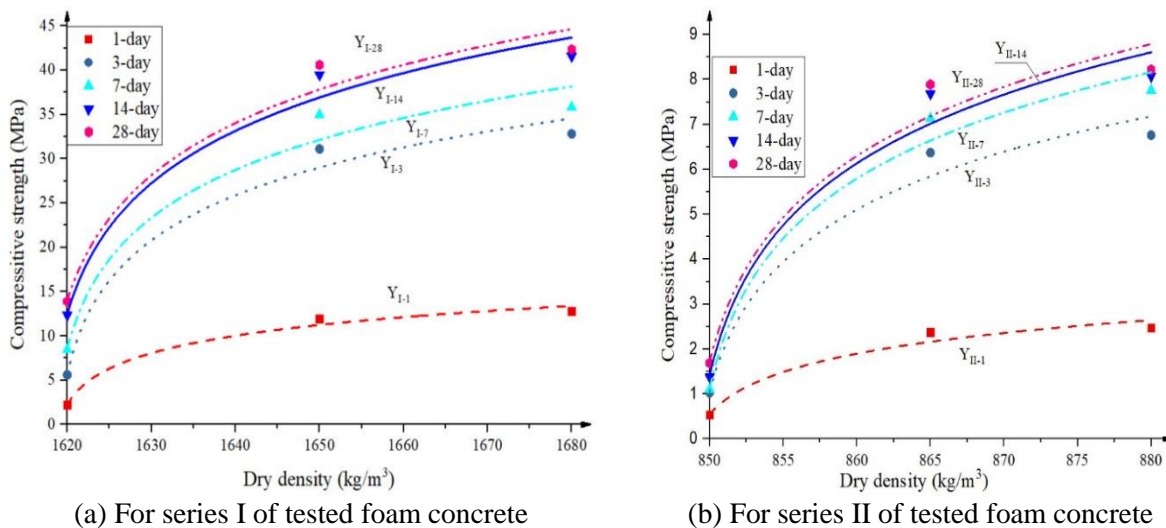 1-day
3-day
7-day
14-day
28-day
Compressitive strength (MPa)
45
40
35
30
25
20
15
10
5
0
Y_I-28
Y_I-14
Y_I-7
Y_I-3
Y_I-1
1620 1630 1640 1650 1660 1670 1680
Dry density (kg/m³)
(a) For series I of tested foam concrete
1-day
3-day
7-day
14-day
28-day
Compressitive strength (MPa)
9
8
7
6
5
4
3
2
1
0
Y_II-14
Y_II-28
Y_II-7
Y_II-3
Y_II-1
850 855 860 865 870 875 880
Dry density (kg/m³)
(b) For series II of tested foam concrete